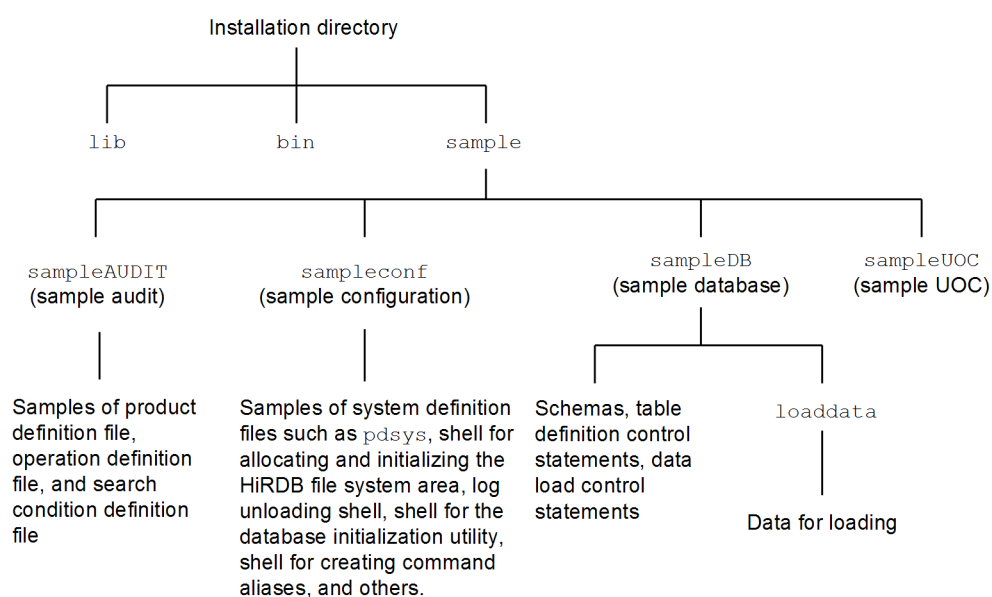 Installation directory
lib
bin
sample
sampleAUDIT
(sample audit)
sampleconf
(sample configuration)
sampleDB
(sample database)
sampleUOC
(sample UOC)
Samples of product
definition file,
operation definition
file, and search
condition definition
file
Samples of system definition
files such as pdsys, shell for
allocating and initializing the
HiRDB file system area, log
unloading shell, shell for the
database initialization utility,
shell for creating command
aliases, and others.
Schemas, table
definition control
statements, data
load control
statements
loaddata
Data for loading